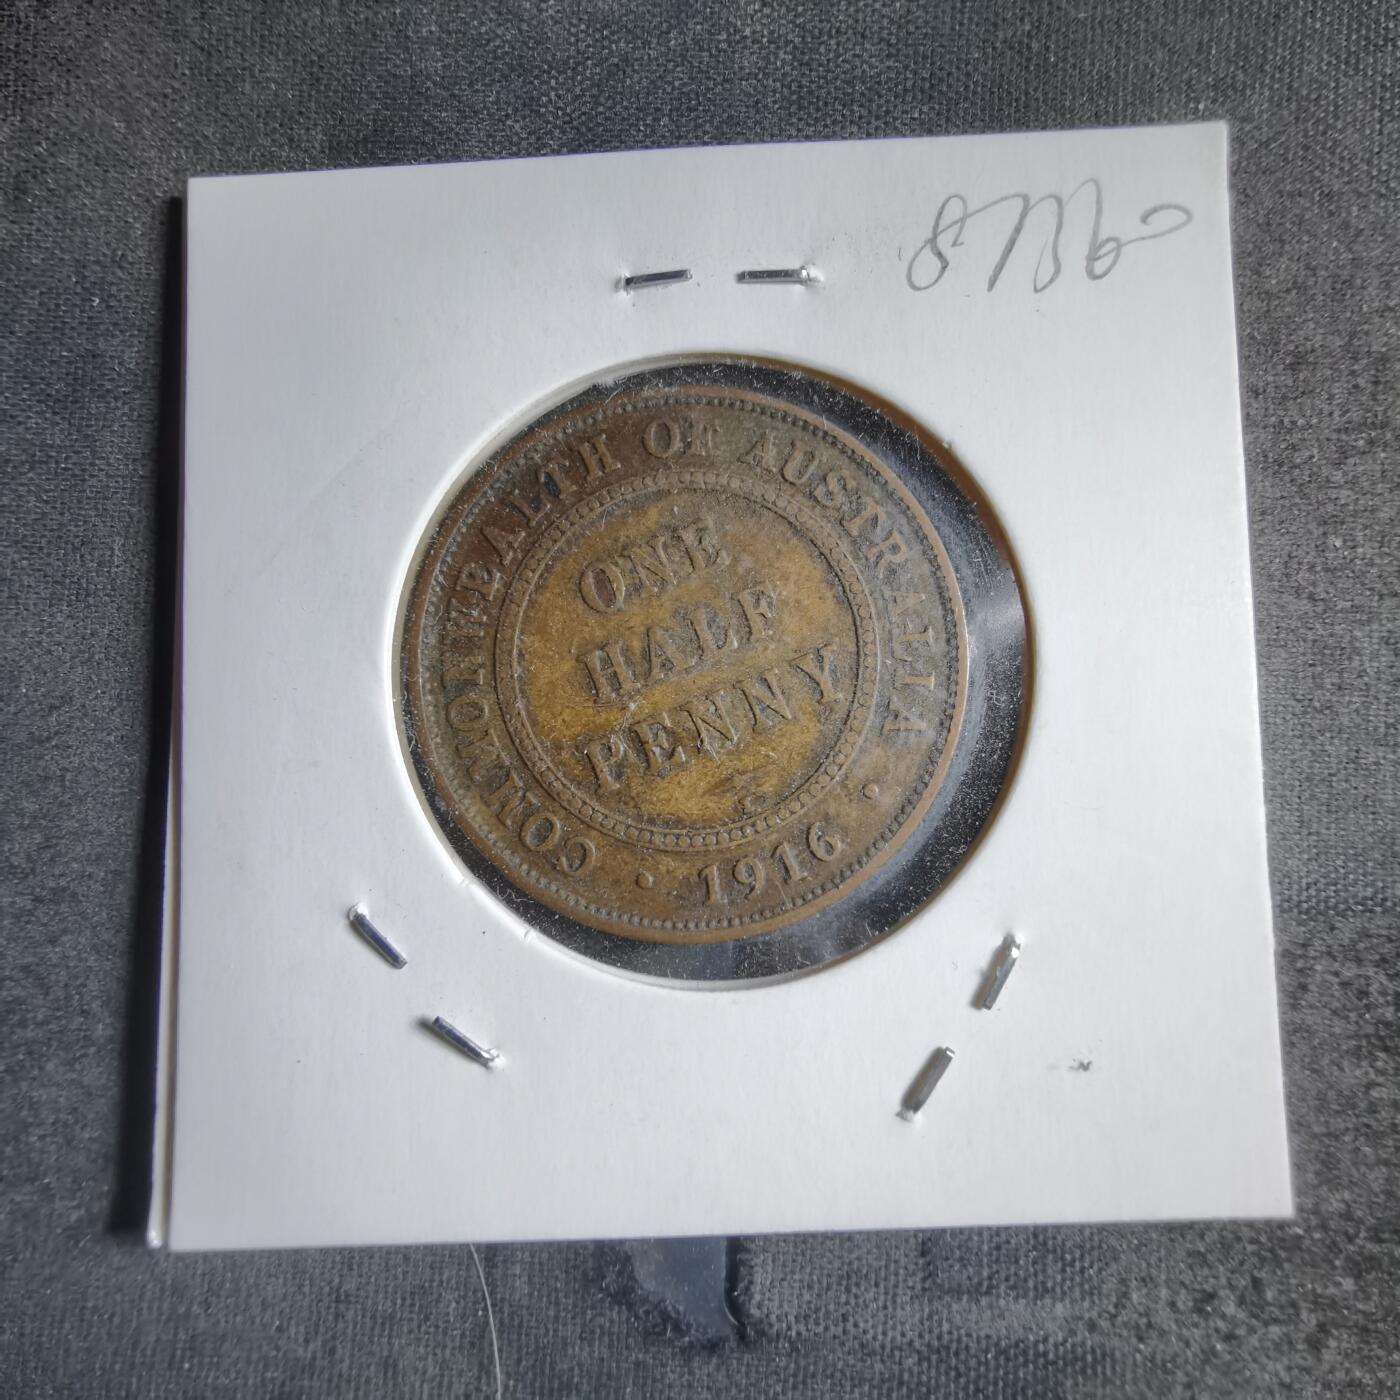 COMMONWEALTH OF AUSTRALIA
ONE
HALF
PENNY
· 1916 ·